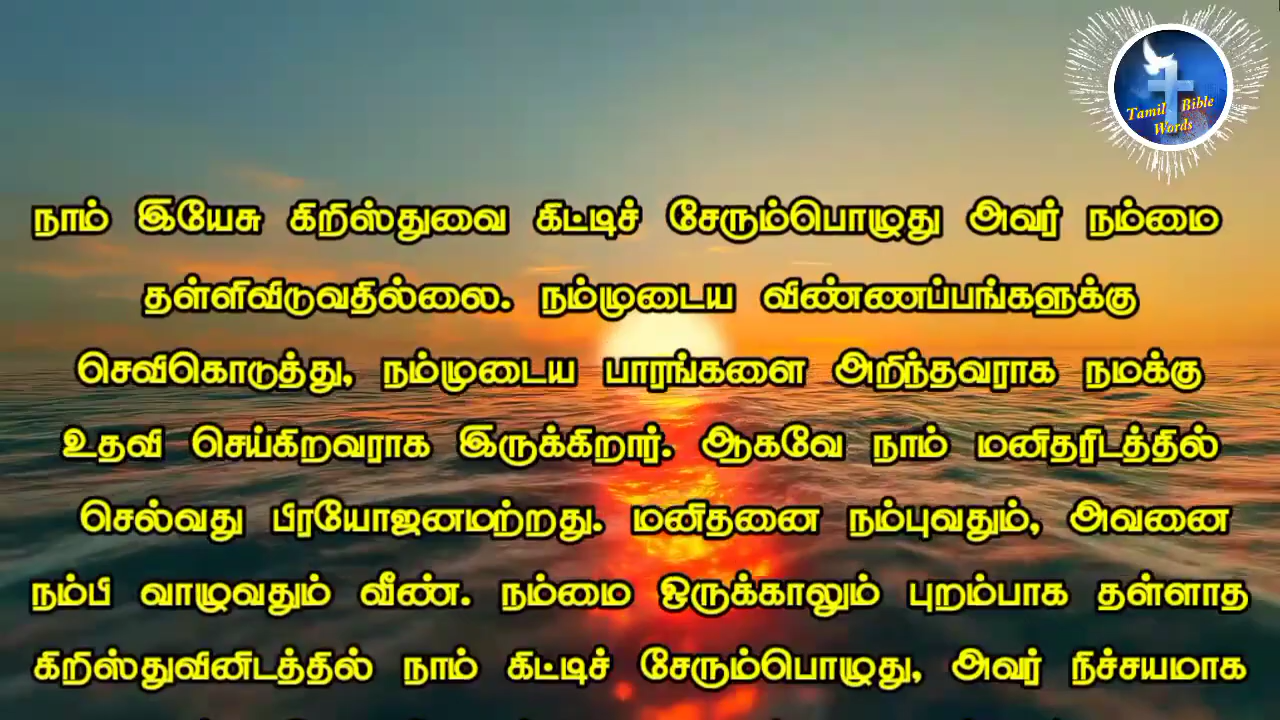 Tamil Bible
Words
நாம் இயேசு கிறிஸ்துவை கிட்டிச் சேரும்பொழுது அவர் நம்மை
தள்ளிவிடுவதில்லை. நம்முடைய விண்ணப்பங்களுக்கு
செவிகொடுத்து, நம்முடைய பாரங்களை அறிந்தவராக நமக்கு
உதவி செய்கிறவராக இருக்கிறார். ஆகவே நாம் மனிதரிடத்தில்
செல்வது பிரயோஜனமற்றது. மனிதனை நம்புவதும், அவனை
நம்பி வாழுவதும் வீண். நம்மை ஒருக்காலும் புறம்பாக தள்ளாத
கிறிஸ்துவினிடத்தில் நாம் கிட்டிச் சேரும்பொழுது, அவர் நிச்சயமாக